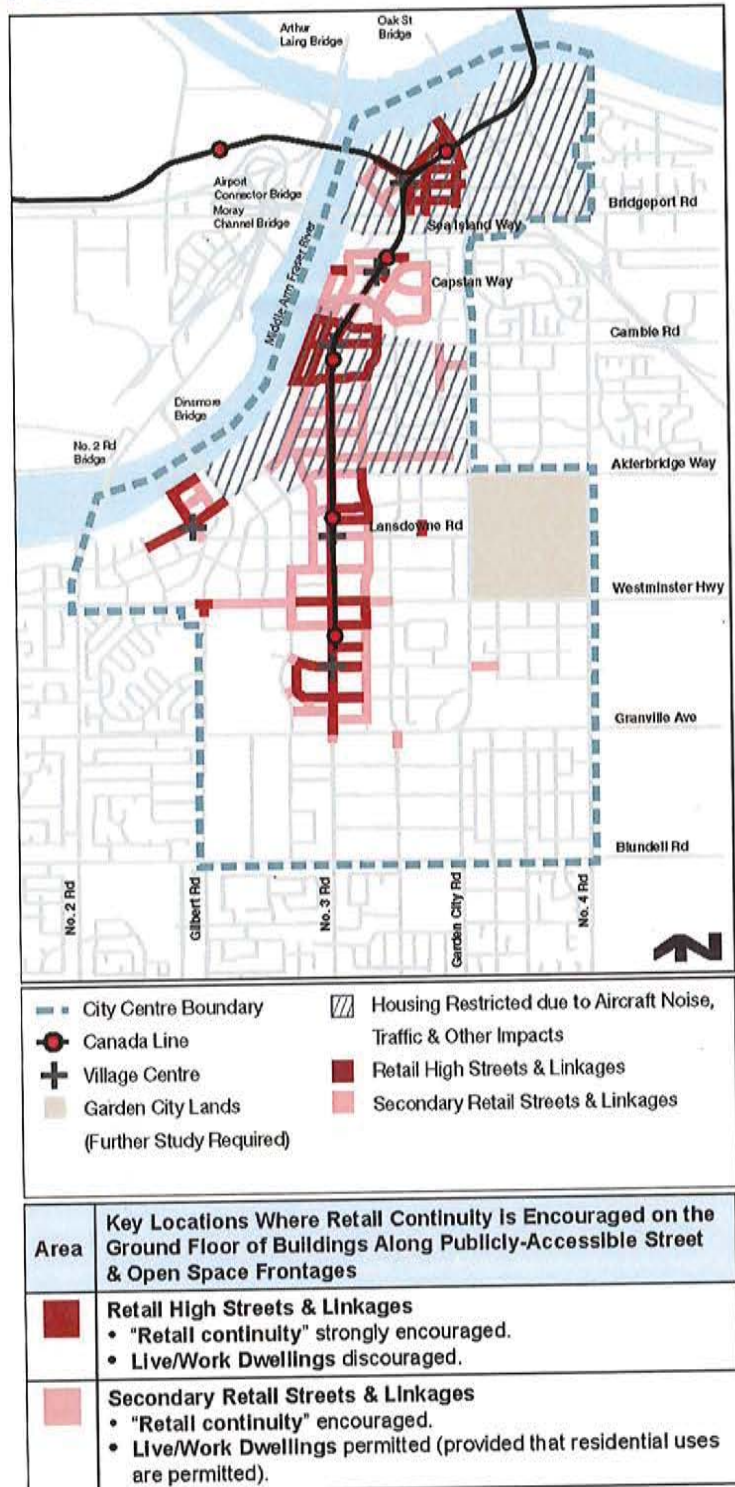 Arthur
Laing Bridge
Oak St
Bridge
Airport
Connector Bridge
Moray
Channel Bridge
Bridgeport Rd
Sea Island Way
Middle Arm Fraser River
Capstan Way
Cambie Rd
Dinsmore
Bridge
No. 2 Rd
Bridge
Alderbridge Way
Lansdowne Rd
Westminster Hwy
Granville Ave
Blundell Rd
No. 2 Rd
Gilbert Rd
No. 3 Rd
Garden City Rd
No. 4 Rd
City Centre Boundary
Canada Line
Village Centre
Garden City Lands
(Further Study Required)
Housing Restricted due to Aircraft Noise,
Traffic & Other Impacts
Retail High Streets & Linkages
Secondary Retail Streets & Linkages
Area
Key Locations Where Retail Continuity is Encouraged on the
Ground Floor of Buildings Along Publicly-Accessible Street
& Open Space Frontages
Retail High Streets & Linkages
• "Retail continuity" strongly encouraged.
• Live/Work Dwellings discouraged.
Secondary Retail Streets & Linkages
• "Retail continuity" encouraged.
• Live/Work Dwellings permitted (provided that residential uses
are permitted).